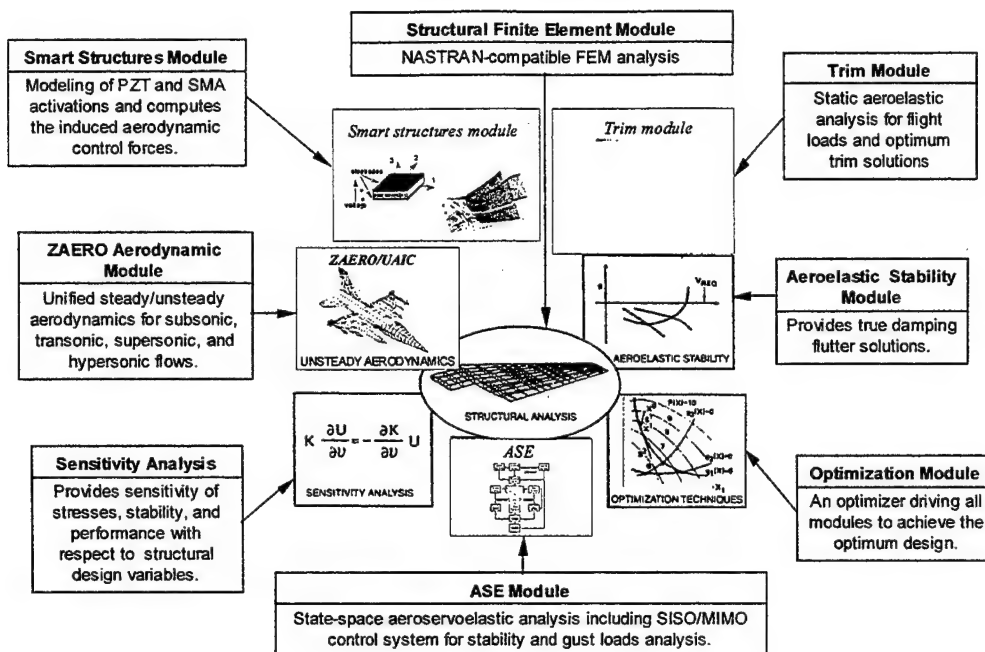 Structural Finite Element Module
NASTRAN-compatible FEM analysis
Smart Structures Module
Modeling of PZT and SMA
activations and computes
the induced aerodynamic
control forces.
Trim Module
Static aeroelastic
analysis for flight
loads and optimum
trim solutions
Smart structures module
3
2
1
Trim module
ZAERO Aerodynamic
Module
Unified steady/unsteady
aerodynamics for subsonic,
transonic, supersonic, and
hypersonic flows.
ZAERO/UAIC
UNSTEADY AERODYNAMICS
g
VREQ
AEROELASTIC STABILITY
Aeroelastic Stability
Module
Provides true damping
flutter solutions.
STRUCTURAL ANALYSIS
K ∂U/∂υ = - ∂K/∂υ U
SENSITIVITY ANALYSIS
ASE
OPTIMIZATION TECHNIQUES
Sensitivity Analysis
Provides sensitivity of
stresses, stability, and
performance with
respect to structural
design variables.
Optimization Module
An optimizer driving all
modules to achieve the
optimum design.
ASE Module
State-space aeroservoelastic analysis including SISO/MIMO
control system for stability and gust loads analysis.